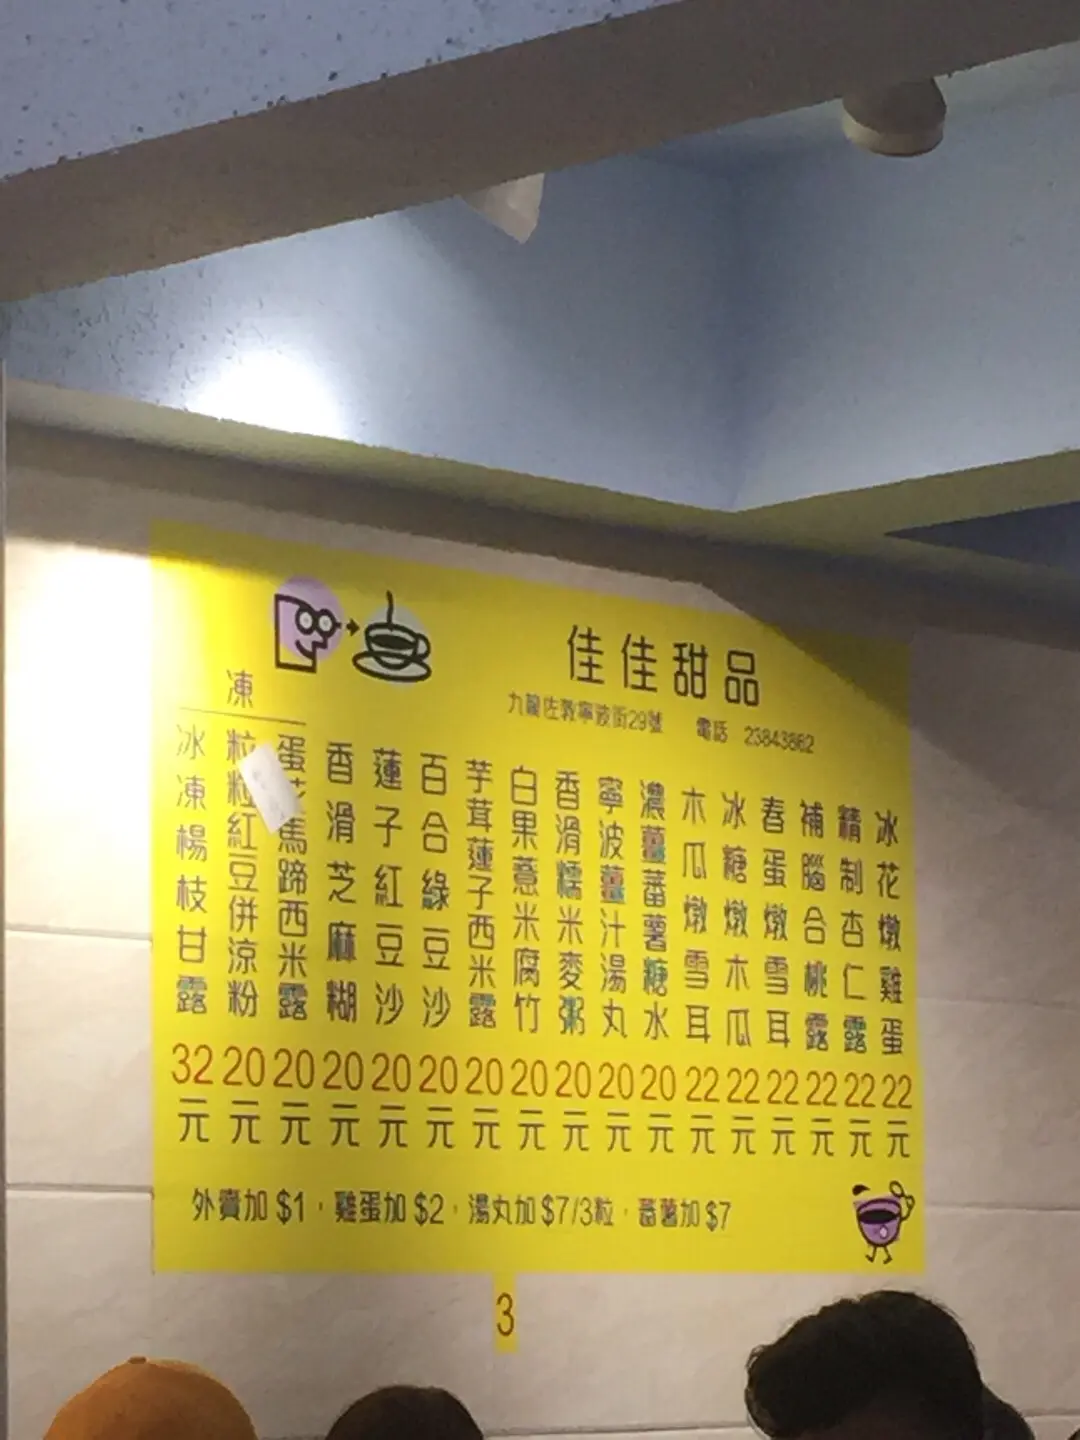 佳佳甜品
九龍佐敦寧波街29號 電話 23843862
冰花燉雞蛋 22元
精制杏仁露 22元
補腦合桃露 22元
春蛋燉雪耳 22元
冰糖燉木瓜 22元
木瓜燉雪耳 22元
濃薑蕃薯糖水 20元
寧波薑汁湯丸 20元
香滑糯米麥粥 20元
白果薏米腐竹 20元
芋茸蓮子西米露 20元
百合綠豆沙 20元
蓮子紅豆沙 20元
香滑芝麻糊 20元
凍
蛋花馬蹄西米露 20元
粒粒紅豆併涼粉 20元
冰凍楊枝甘露 32元
外賣加 $1，雞蛋加 $2，湯丸加 $7/3粒，蕃薯加 $7
3